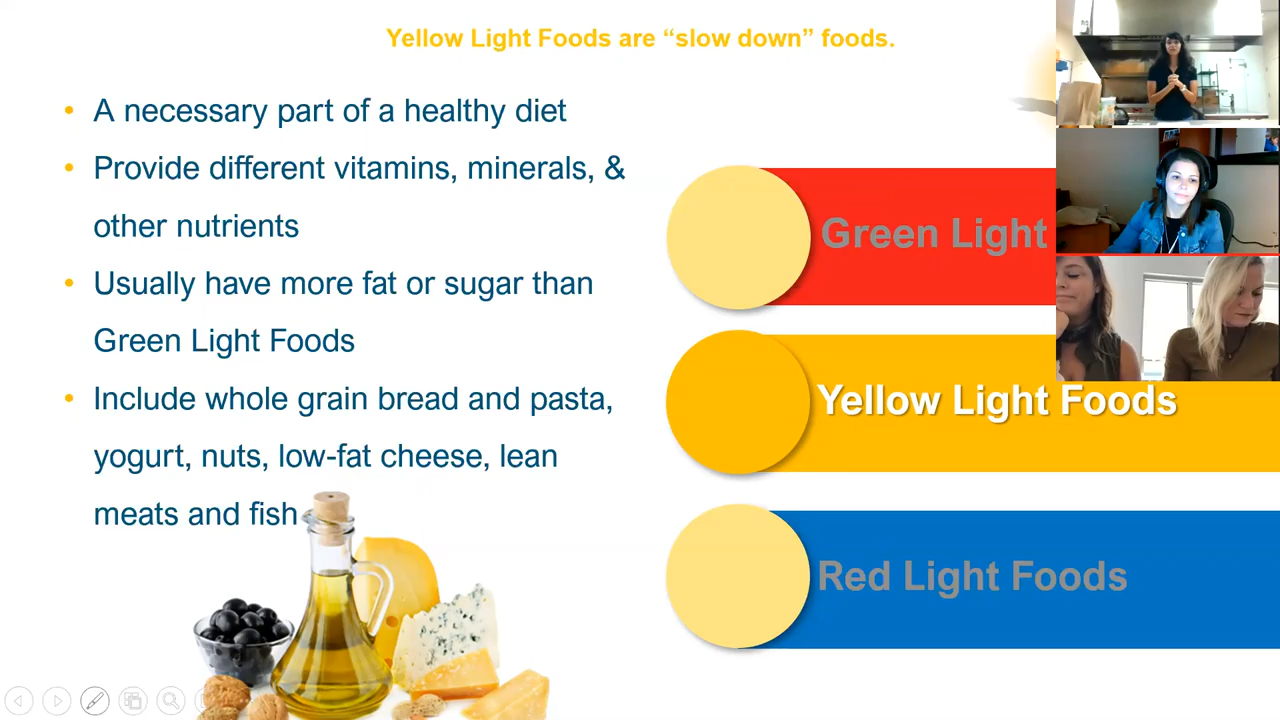 Yellow Light Foods are “slow down” foods.
• A necessary part of a healthy diet
• Provide different vitamins, minerals, &
other nutrients
• Usually have more fat or sugar than
Green Light Foods
• Include whole grain bread and pasta,
yogurt, nuts, low-fat cheese, lean
meats and fish
Green Light
Yellow Light Foods
Red Light Foods